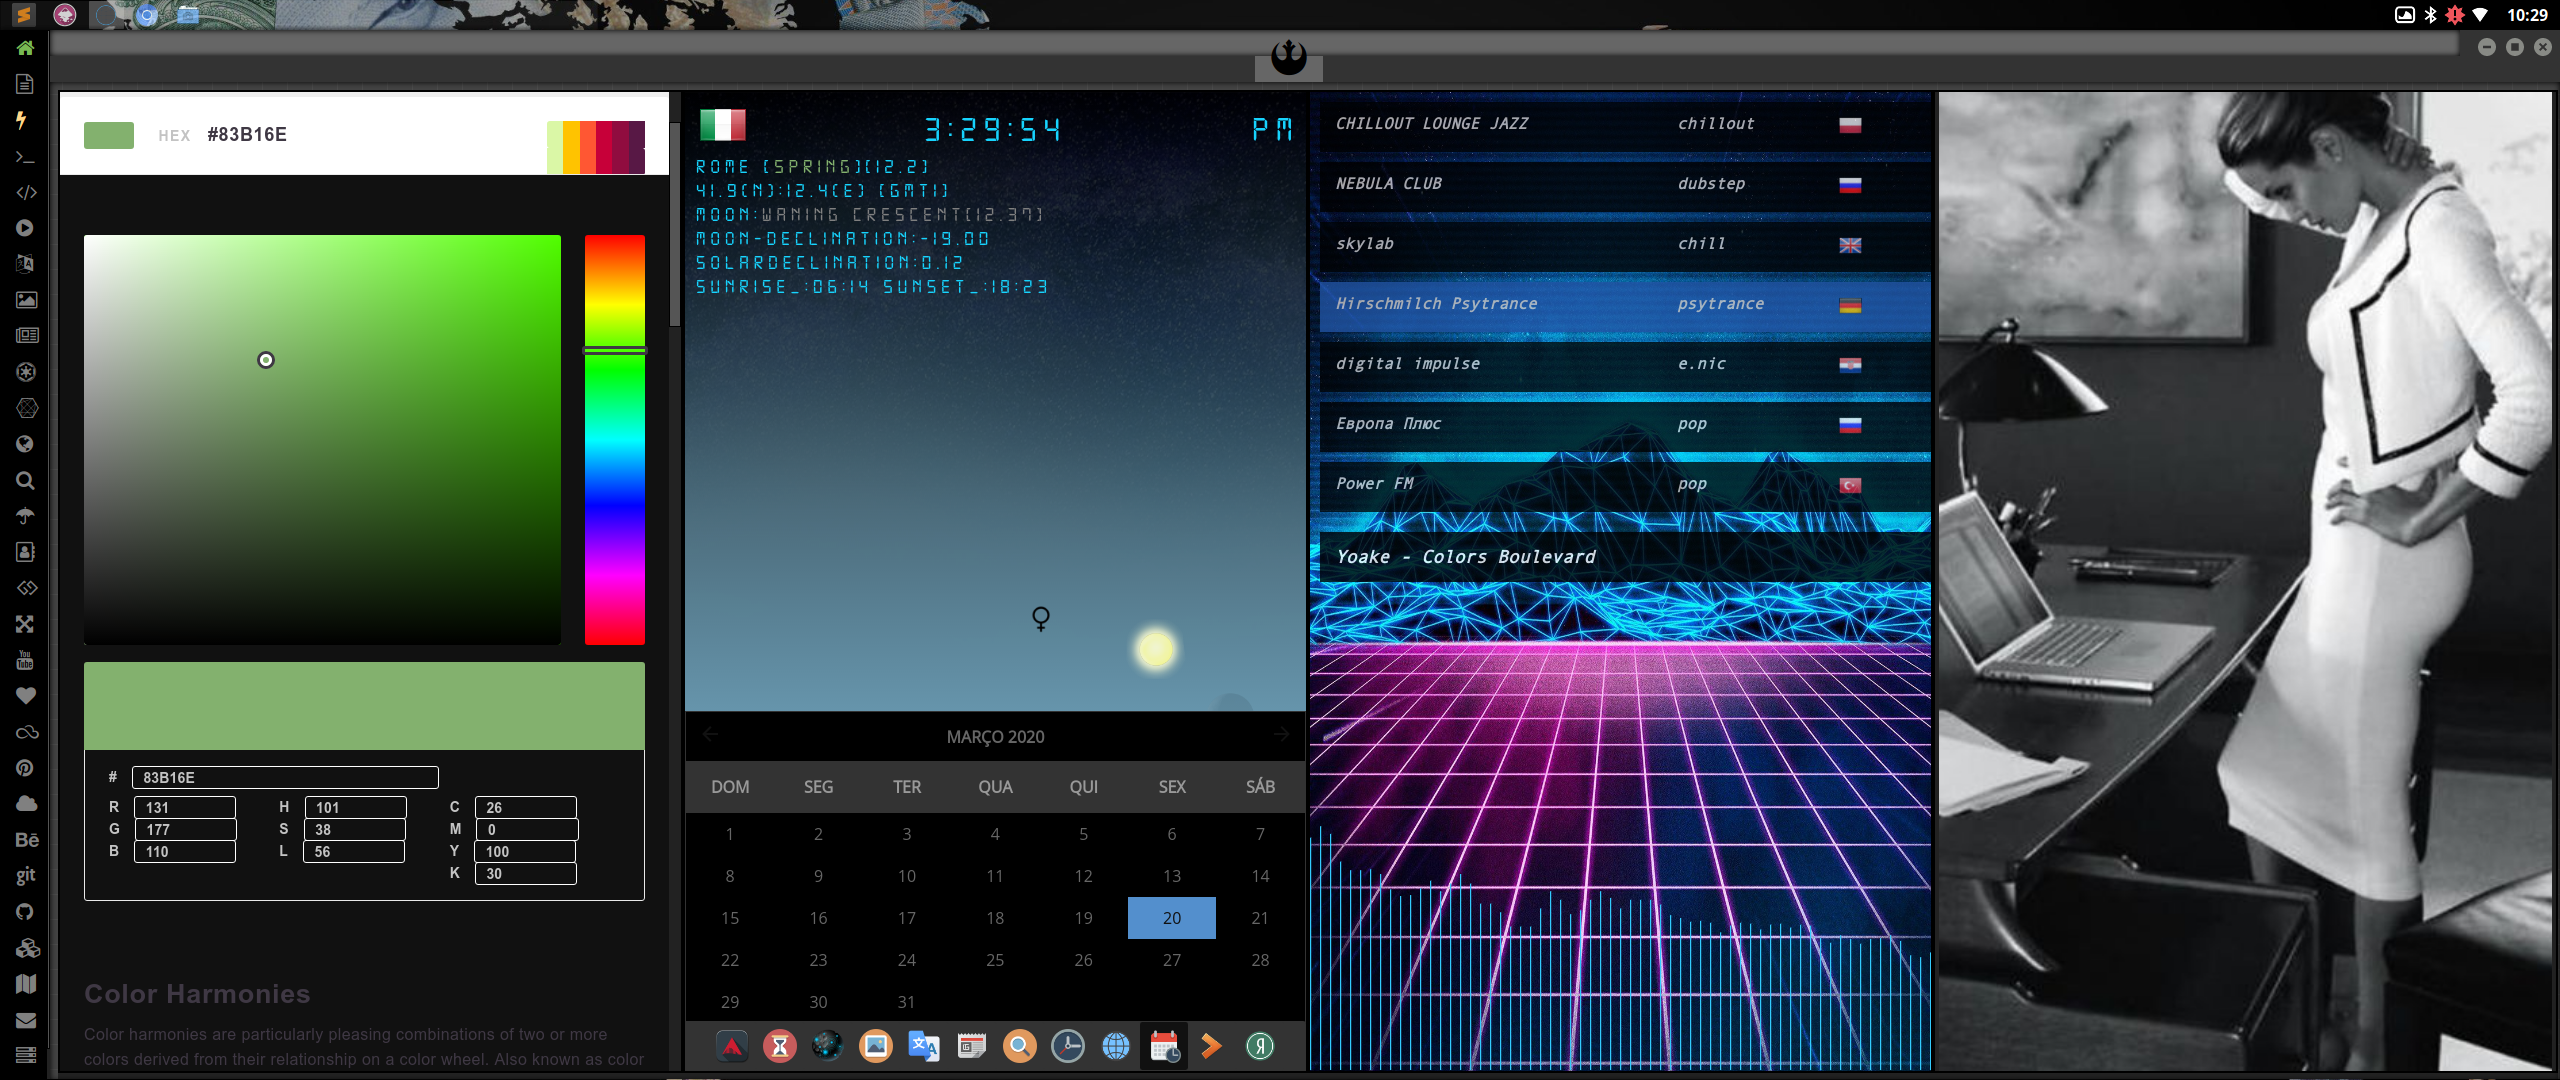 10:29
HEX #83B16E
# 83B16E
R 131 H 101 C 26
G 177 S 38 M 0
B 110 L 56 Y 100
K 30
Color Harmonies
Color harmonies are particularly pleasing combinations of two or more
colors derived from their relationship on a color wheel. Also known as color
3:29:54 PM
ROME [SPRING][12.2]
41.9(N):12.4(E) [GMT1]
MOON:WANING CRESCENT[12.37]
MOON-DECLINATION:-19.00
SOLARDECLINATION:0.12
SUNRISE_:06:14 SUNSET_:18:23
MARÇO 2020
DOM SEG TER QUA QUI SEX SÁB
1 2 3 4 5 6 7
8 9 10 11 12 13 14
15 16 17 18 19 20 21
22 23 24 25 26 27 28
29 30 31
CHILLOUT LOUNGE JAZZ chillout
NEBULA CLUB dubstep
skylab chill
Hirschmilch Psytrance psytrance
digital impulse e.nic
Европа Плюс pop
Power FM pop
Yoake - Colors Boulevard
You
Tube
Bē
git